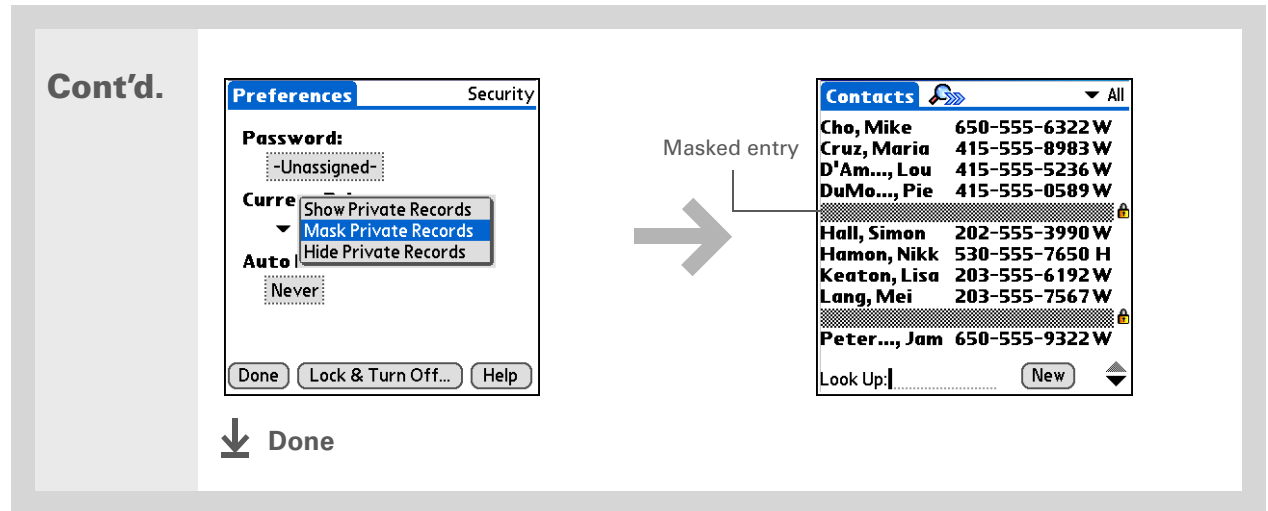 Cont’d.
Preferences Security
Password:
-Unassigned-
Curre
Show Private Records
Mask Private Records
Hide Private Records
Auto
Never
Done Lock & Turn Off... Help
Masked entry
Contacts All
Cho, Mike 650-555-6322 W
Cruz, Maria 415-555-8983 W
D'Am..., Lou 415-555-5236 W
DuMo..., Pie 415-555-0589 W
Hall, Simon 202-555-3990 W
Hamon, Nikk 530-555-7650 H
Keaton, Lisa 203-555-6192 W
Lang, Mei 203-555-7567 W
Peter..., Jam 650-555-9322 W
Look Up: New
Done